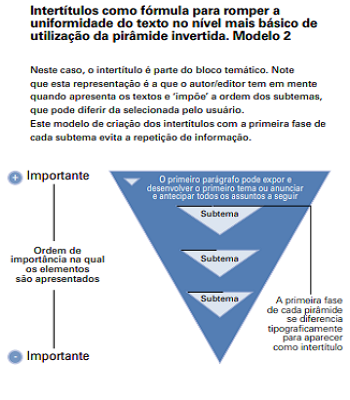 Intertítulos como fórmula para romper a
uniformidade do texto no nível mais básico de
utilização da pirâmide invertida. Modelo 2
Neste caso, o intertítulo é parte do bloco temático. Note
que esta representação é a que o autor/editor tem em mente
quando apresenta os textos e ‘impõe’ a ordem dos subtemas,
que pode diferir da selecionada pelo usuário.
Este modelo de criação dos intertítulos com a primeira fase de
cada subtema evita a repetição de informação.
+ Importante
O primeiro parágrafo pode expor e
desenvolver o primeiro tema ou anunciar
e antecipar todos os assuntos a seguir
Subtema
Subtema
Subtema
Ordem de
importância na qual
os elementos
são apresentados
A primeira fase
de cada pirâmide
se diferencia
tipograficamente
para aparecer
como intertítulo
- Importante